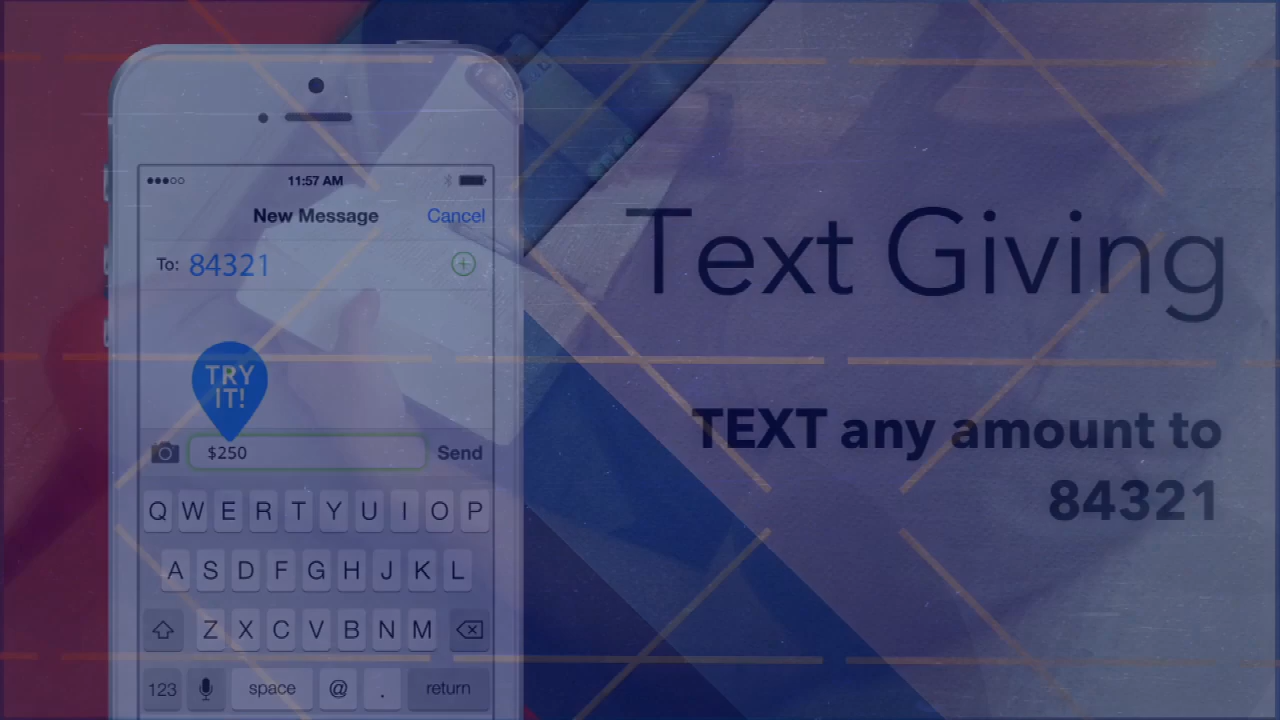 11:57 AM
New Message
Cancel
To: 84321
TRY
IT!
$250
Send
Q W E R T Y U I O P
A S D F G H J K L
Z X C V B N M
123
space
@
.
return
Text Giving
TEXT any amount to
84321